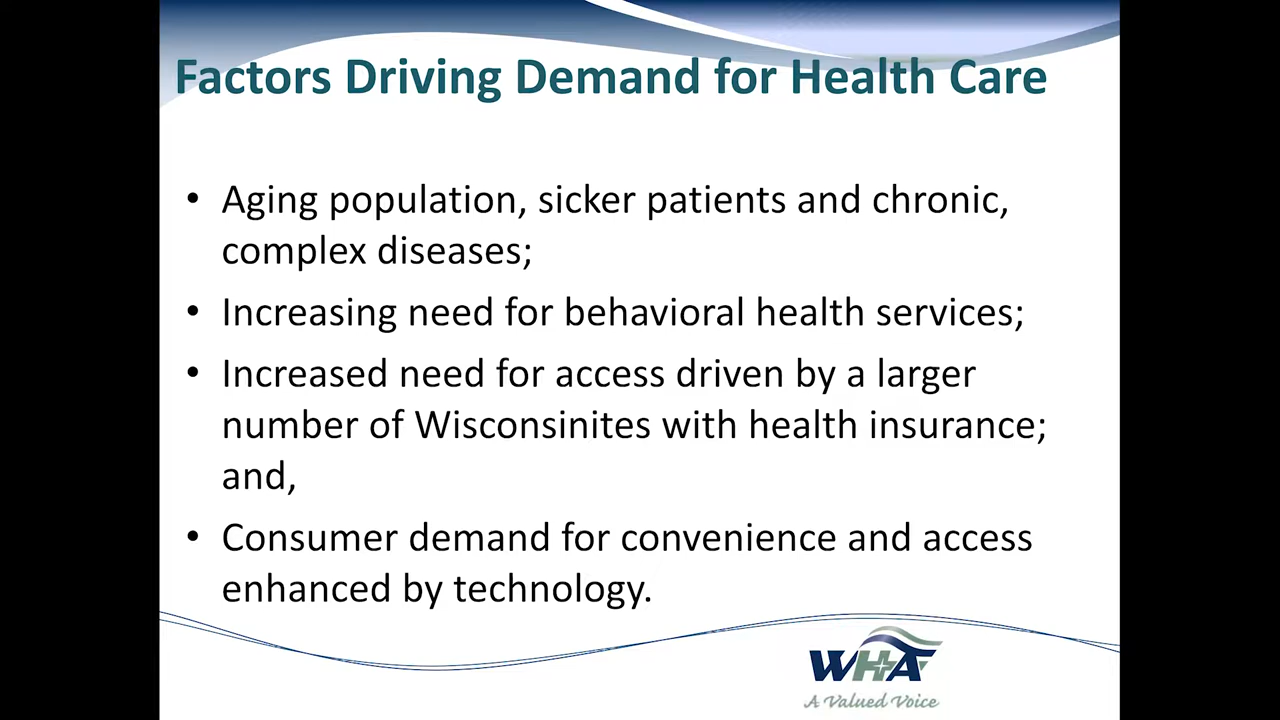 Factors Driving Demand for Health Care
• Aging population, sicker patients and chronic,
complex diseases;
• Increasing need for behavioral health services;
• Increased need for access driven by a larger
number of Wisconsinites with health insurance;
and,
• Consumer demand for convenience and access
enhanced by technology.
WHA
A Valued Voice